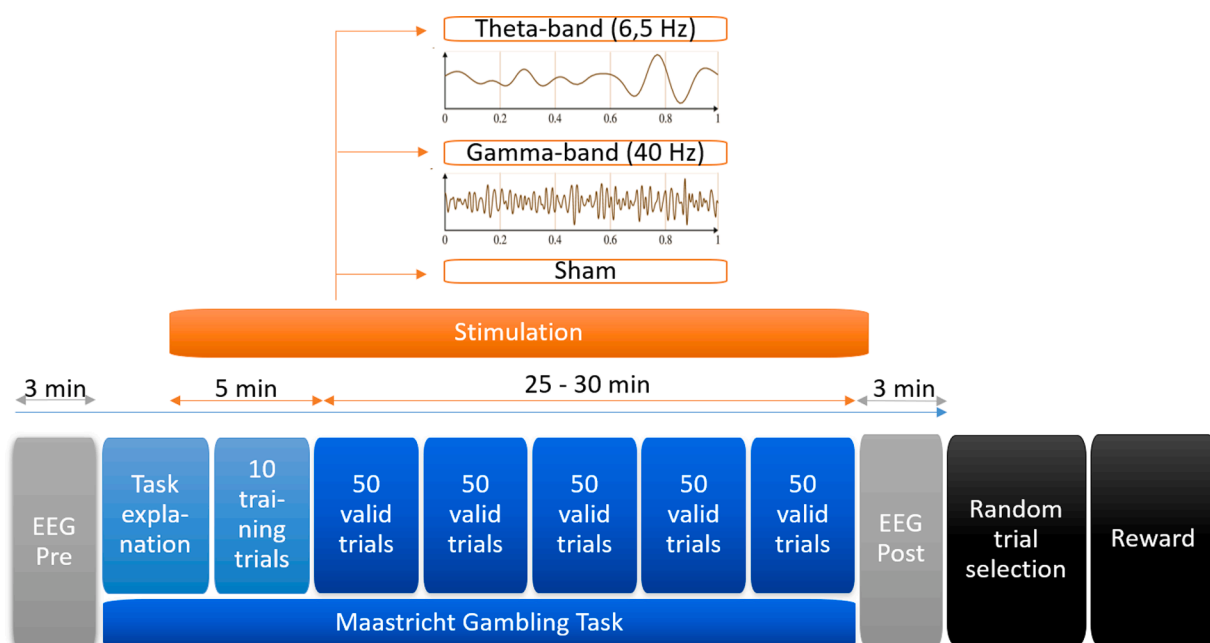 Theta-band (6,5 Hz)
0 0.2 0.4 0.6 0.8 1
Gamma-band (40 Hz)
0 0.2 0.4 0.6 0.8 1
Sham
Stimulation
3 min
5 min
25 - 30 min
3 min
EEG
Pre
Task
expla-
nation
10
trai-
ning
trials
50
valid
trials
50
valid
trials
50
valid
trials
50
valid
trials
50
valid
trials
EEG
Post
Random
trial
selection
Reward
Maastricht Gambling Task